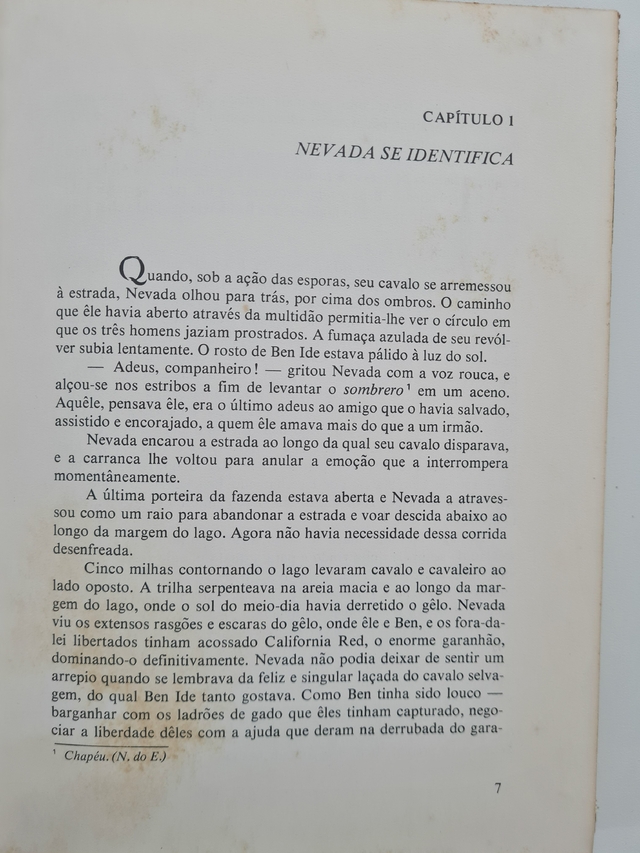 CAPÍTULO 1
NEVADA SE IDENTIFICA
Quando, sob a ação das esporas, seu cavalo se arremessou
à estrada, Nevada olhou para trás, por cima dos ombros. O caminho
que êle havia aberto através da multidão permitia-lhe ver o círculo em
que os três homens jaziam prostrados. A fumaça azulada de seu revól-
ver subia lentamente. O rosto de Ben Ide estava pálido à luz do sol.
— Adeus, companheiro! — gritou Nevada com a voz rouca, e
alçou-se nos estribos a fim de levantar o sombrero¹ em um aceno.
Aquêle, pensava êle, era o último adeus ao amigo que o havia salvado,
assistido e encorajado, a quem êle amava mais do que a um irmão.
Nevada encarou a estrada ao longo da qual seu cavalo disparava,
e a carranca lhe voltou para anular a emoção que a interrompera
momentâneamente.
A última porteira da fazenda estava aberta e Nevada a atraves-
sou como um raio para abandonar a estrada e voar descida abaixo ao
longo da margem do lago. Agora não havia necessidade dessa corrida
desenfreada.
Cinco milhas contornando o lago levaram cavalo e cavaleiro ao
lado oposto. A trilha serpenteava na areia macia e ao longo da mar-
gem do lago, onde o sol do meio-dia havia derretido o gêlo. Nevada
viu os extensos rasgões e escaras do gêlo, onde êle e Ben, e os fora-da-
lei libertados tinham acossado California Red, o enorme garanhão,
dominando-o definitivamente. Nevada não podia deixar de sentir um
arrepio quando se lembrava da feliz e singular laçada do cavalo selva-
gem, do qual Ben Ide tanto gostava. Como Ben tinha sido louco —
barganhar com os ladrões de gado que êles tinham capturado, nego-
ciar a liberdade dêles com a ajuda que deram na derrubada do gara-
¹ Chapéu. (N. do E.)
7